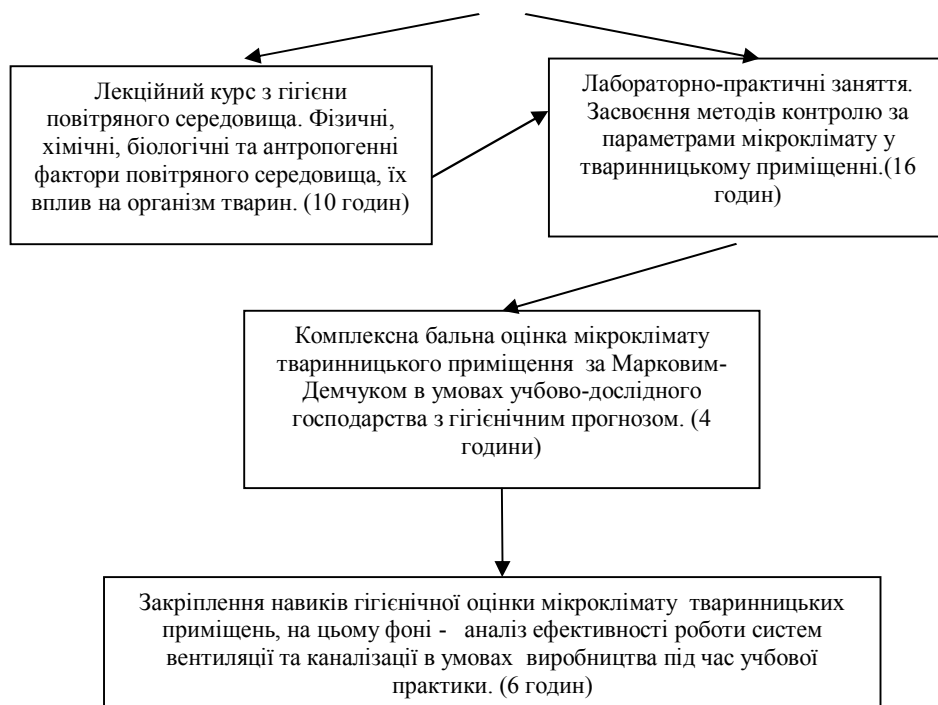 Лекційний курс з гігієни
повітряного середовища. Фізичні,
хімічні, біологічні та антропогенні
фактори повітряного середовища, їх
вплив на організм тварин. (10 годин)
Лабораторно-практичні заняття.
Засвоєння методів контролю за
параметрами мікроклімату у
тваринницькому приміщенні.(16
годин)
Комплексна бальна оцінка мікроклімату
тваринницького приміщення  за Марковим-
Демчуком в умовах учбово-дослідного
господарства з гігієнічним прогнозом. (4
години)
Закріплення навиків гігієнічної оцінки мікроклімату  тваринницьких
приміщень, на цьому фоні -   аналіз ефективності роботи систем
вентиляції та каналізації в умовах  виробництва під час учбової
практики. (6 годин)